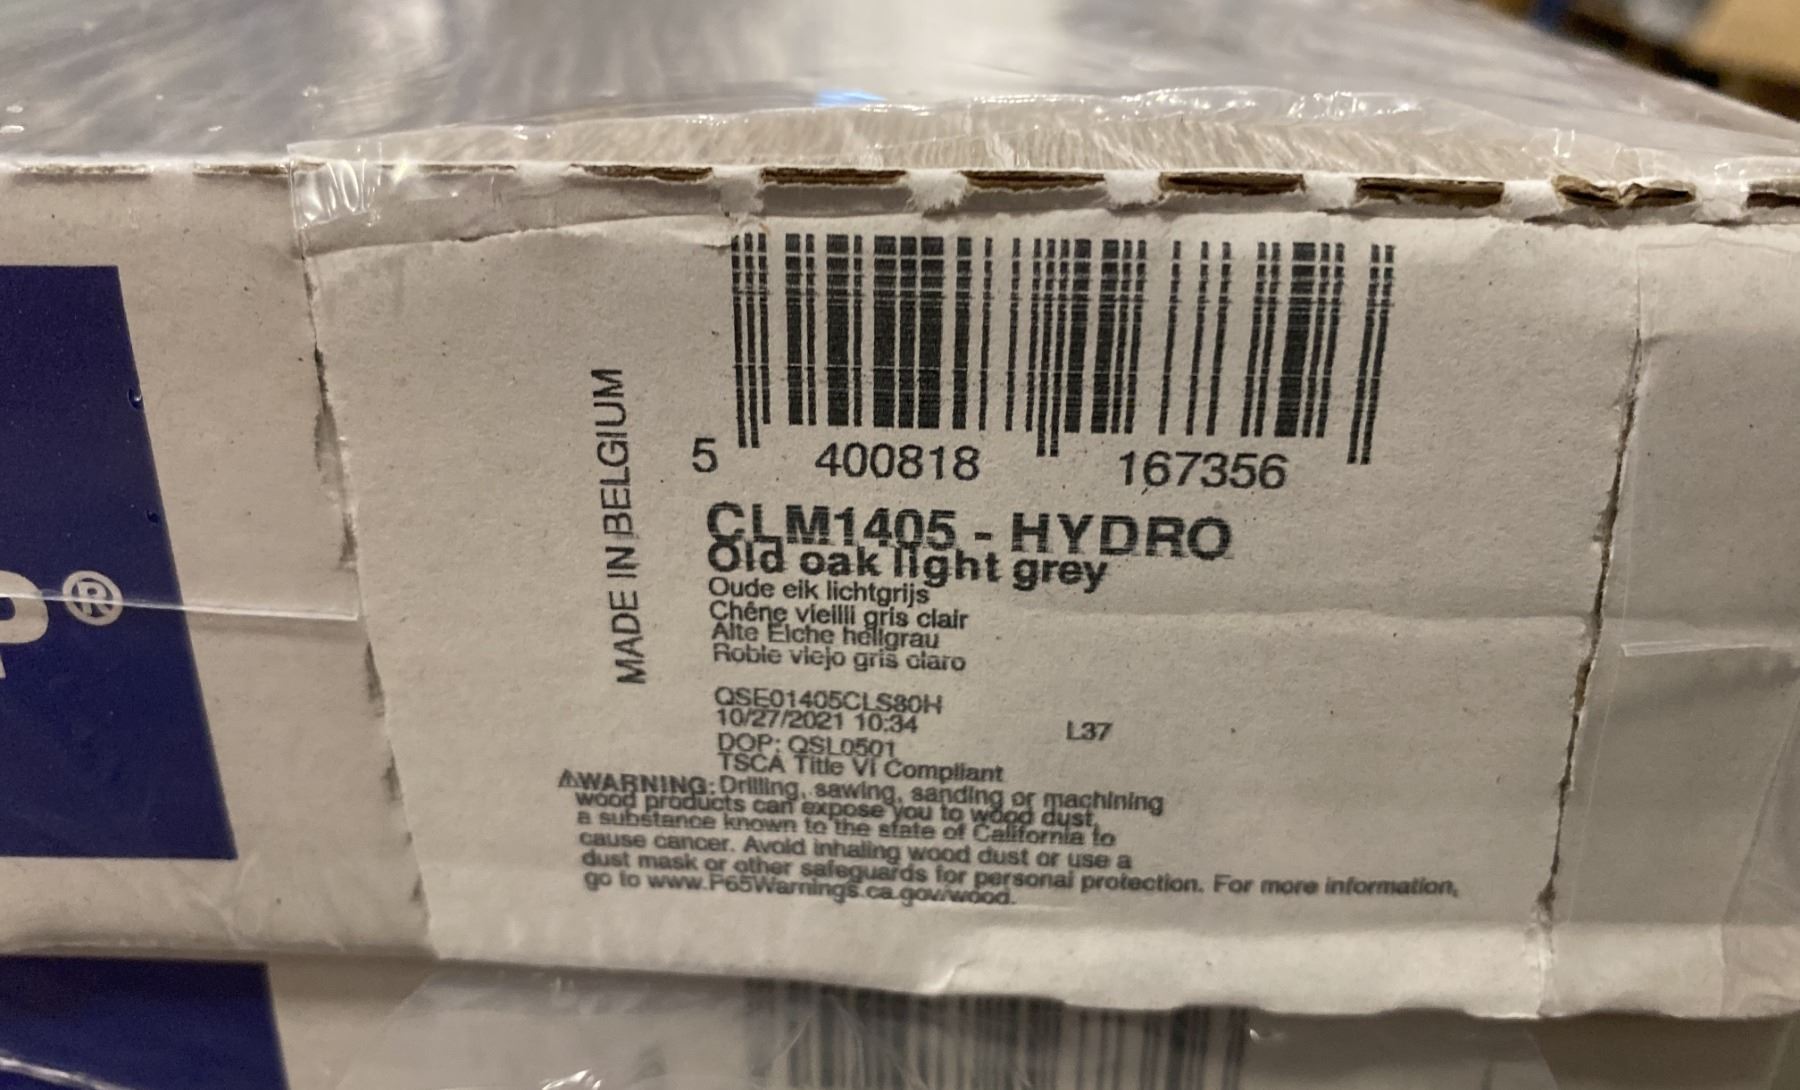 P®
MADE IN BELGIUM
5 400818 167356
CLM1405 - HYDRO
Old oak light grey
Oude eik lichtgrijs
Chêne vieilli gris clair
Alte Eiche hellgrau
Roble viejo gris claro
QSE01405CLS80H
10/27/2021 10:34 L37
DOP: QSL0501
TSCA Title VI Compliant
⚠WARNING: Drilling, sawing, sanding or machining
wood products can expose you to wood dust,
a substance known to the state of California to
cause cancer. Avoid inhaling wood dust or use a
dust mask or other safeguards for personal protection. For more information,
go to www.P65Warnings.ca.gov/wood.